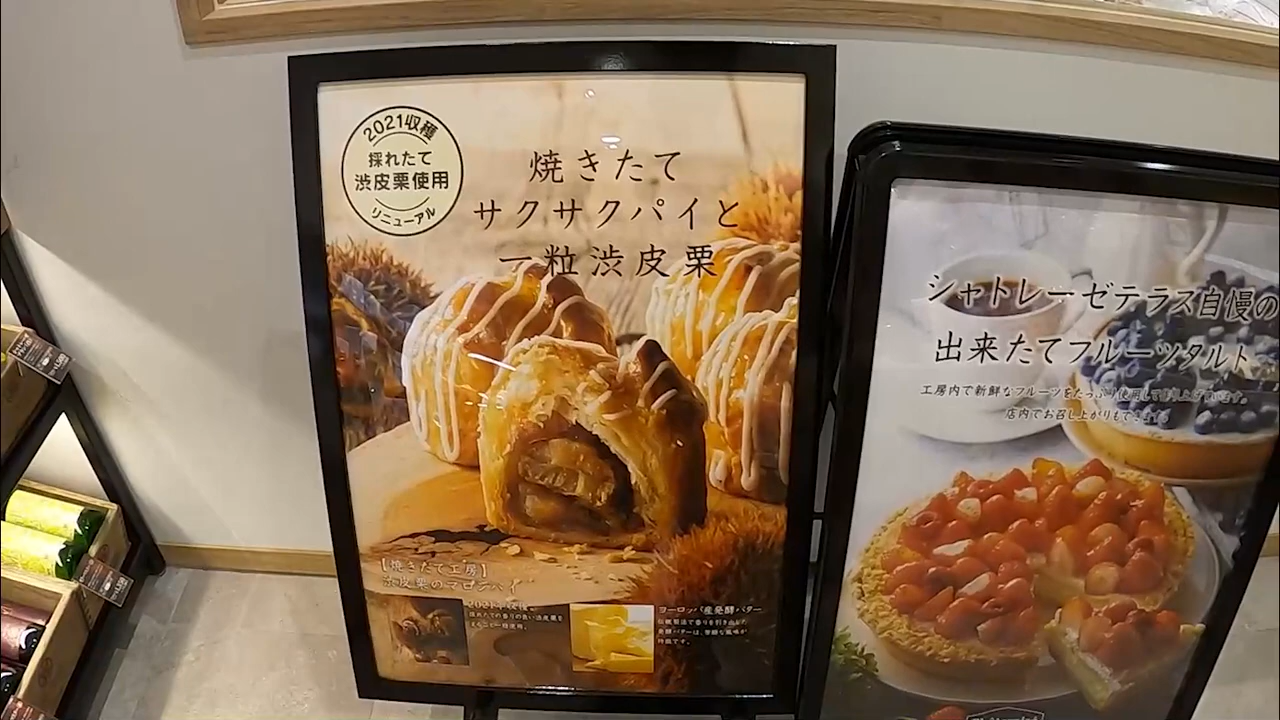 2021収穫
採れたて
渋皮栗使用
リニューアル
焼きたて
サクサクパイと
一粒渋皮栗
【焼きたて工房】
渋皮栗のマロンパイ
ヨーロッパ産発酵バター
シャトレーゼテラス自慢の
出来たてフルーツタルト
工房内で新鮮なフルーツをたっぷり使用して
店内でお召し上がりもできます。